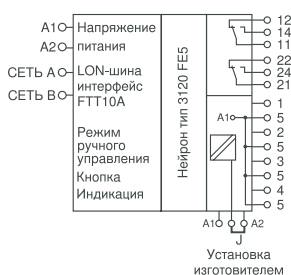 A1
Напряжение
A2
питания
СЕТЬ A
LON-шина
интерфейс
СЕТЬ B
FTT10A
Режим
ручного
управления
Кнопка
Индикация
Нейрон тип 3120 FE5
12
14
11
22
24
21
1
A1
5
2
5
3
5
4
5
A1
A2
J
Установка
изготовителем